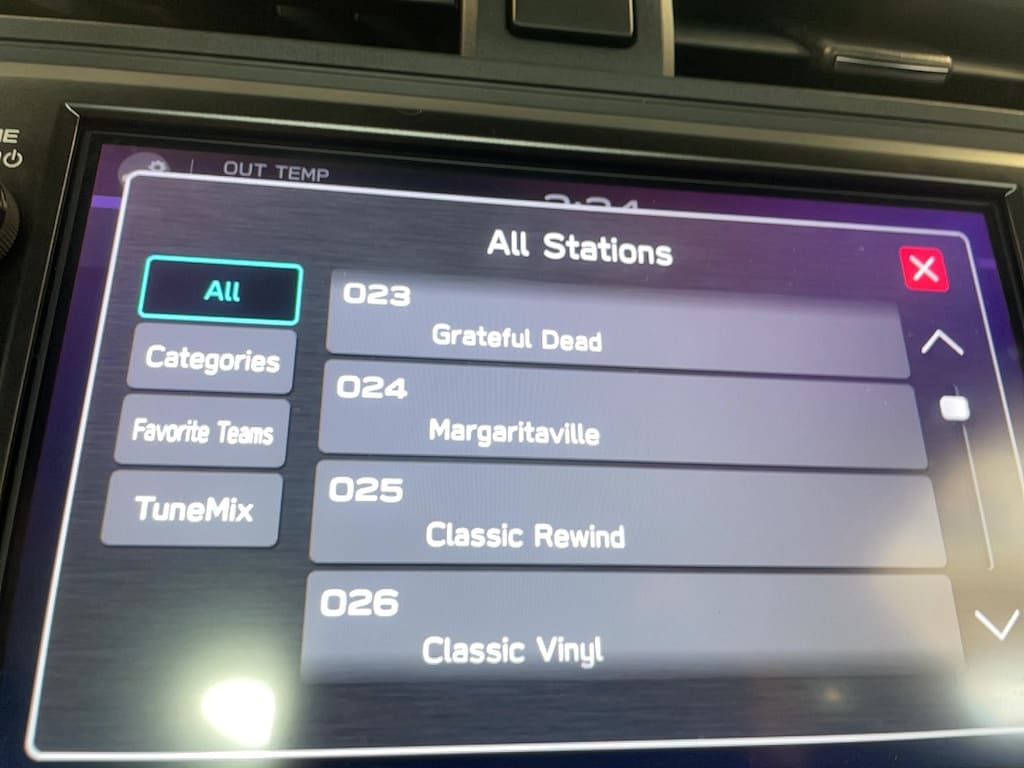 OUT TEMP
All Stations
All
Categories
Favorite Teams
TuneMix
023
Grateful Dead
024
Margaritaville
025
Classic Rewind
026
Classic Vinyl